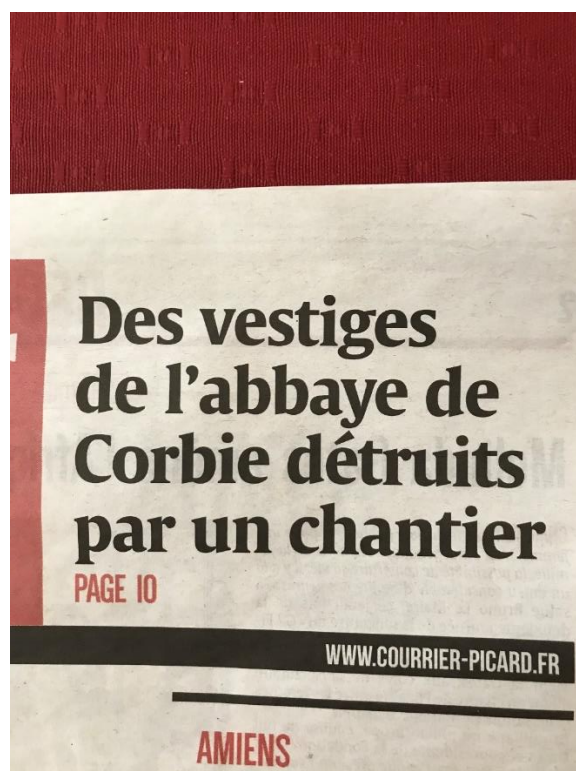 Des vestiges
de l'abbaye de
Corbie détruits
par un chantier
PAGE 10
WWW.COURRIER-PICARD.FR
AMIENS